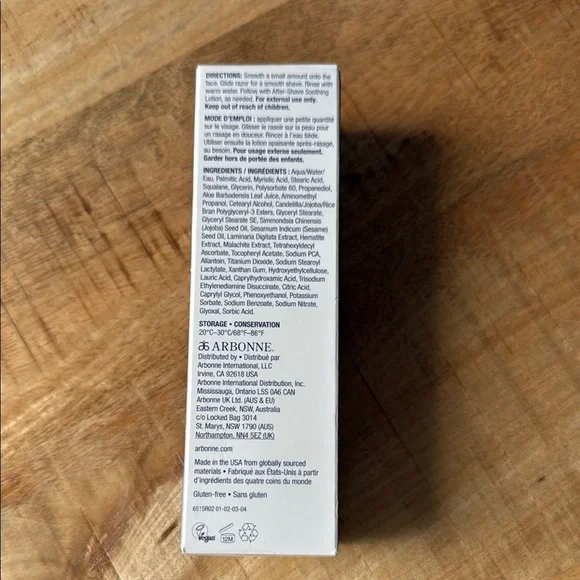 DIRECTIONS: Smooth a small amount onto the
face. Glide razor for a smooth shave. Rinse with
warm water. Follow with After-Shave Soothing
Lotion, as needed. For external use only.
Keep out of reach of children.
MODE D'EMPLOI : appliquer une petite quantité
sur le visage. Glisser le rasoir sur la peau pour
un rasage en douceur. Rincer à l'eau tiède.
Utiliser ensuite la lotion apaisante après-rasage,
au besoin. Pour usage externe seulement.
Garder hors de portée des enfants.
INGREDIENTS / INGRÉDIENTS : Aqua/Water/
Eau, Palmitic Acid, Myristic Acid, Stearic Acid,
Squalane, Glycerin, Polysorbate 60, Propanediol,
Aloe Barbadensis Leaf Juice, Aminomethyl
Propanol, Cetearyl Alcohol, Candelilla/Jojoba/Rice
Bran Polyglyceryl-3 Esters, Glyceryl Stearate,
Glyceryl Stearate SE, Simmondsia Chinensis
(Jojoba) Seed Oil, Sesamum Indicum (Sesame)
Seed Oil, Laminaria Digitata Extract, Hematite
Extract, Malachite Extract, Tetrahexyldecyl
Ascorbate, Tocopheryl Acetate, Sodium PCA,
Allantoin, Titanium Dioxide, Sodium Stearoyl
Lactylate, Xanthan Gum, Hydroxyethylcellulose,
Lauric Acid, Caprylhydroxamic Acid, Trisodium
Ethylenediamine Disuccinate, Citric Acid,
Caprylyl Glycol, Phenoxyethanol, Potassium
Sorbate, Sodium Benzoate, Sodium Nitrate,
Glyoxal, Sorbic Acid.
STORAGE • CONSERVATION
20°C–30°C/68°F–86°F
ARBONNE.
Distributed by • Distribué par
Arbonne International, LLC
Irvine, CA 92618 USA
Arbonne International Distribution, Inc.
Mississauga, Ontario L5S 0A6 CAN
Arbonne UK Ltd. (AUS & EU)
Eastern Creek, NSW, Australia
c/o Locked Bag 3014
St. Marys, NSW 1790 (AUS)
Northampton, NN4 5EZ (UK)
arbonne.com
Made in the USA from globally sourced
materials • Fabriqué aux États-Unis à partir
d'ingrédients des quatre coins du monde
Gluten-free • Sans gluten
6515R02 01-02-03-04
Vegan
12M